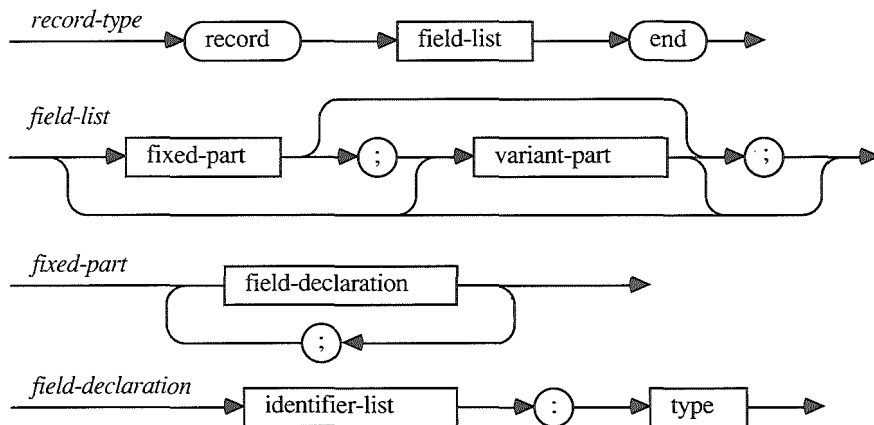 record-type
record field-list end
field-list
fixed-part ; variant-part ;
fixed-part
field-declaration
;
field-declaration
identifier-list : type